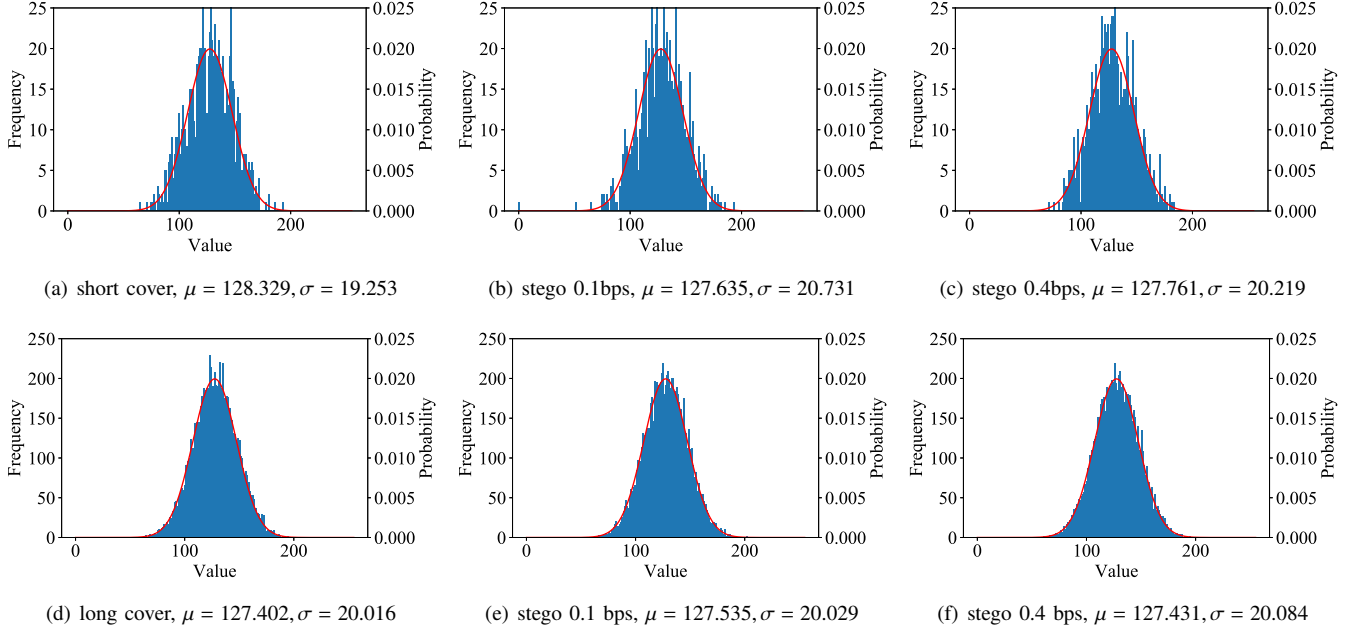 25
20
15
10
5
0
Frequency
0.025
0.020
0.015
0.010
0.005
0.000
Probability
0 100 200
Value
(a) short cover, μ = 128.329, σ = 19.253
25
20
15
10
5
0
Frequency
0.025
0.020
0.015
0.010
0.005
0.000
Probability
0 100 200
Value
(b) stego 0.1bps, μ = 127.635, σ = 20.731
25
20
15
10
5
0
Frequency
0.025
0.020
0.015
0.010
0.005
0.000
Probability
0 100 200
Value
(c) stego 0.4bps, μ = 127.761, σ = 20.219
250
200
150
100
50
0
Frequency
0.025
0.020
0.015
0.010
0.005
0.000
Probability
0 100 200
Value
(d) long cover, μ = 127.402, σ = 20.016
250
200
150
100
50
0
Frequency
0.025
0.020
0.015
0.010
0.005
0.000
Probability
0 100 200
Value
(e) stego 0.1 bps, μ = 127.535, σ = 20.029
250
200
150
100
50
0
Frequency
0.025
0.020
0.015
0.010
0.005
0.000
Probability
0 100 200
Value
(f) stego 0.4 bps, μ = 127.431, σ = 20.084